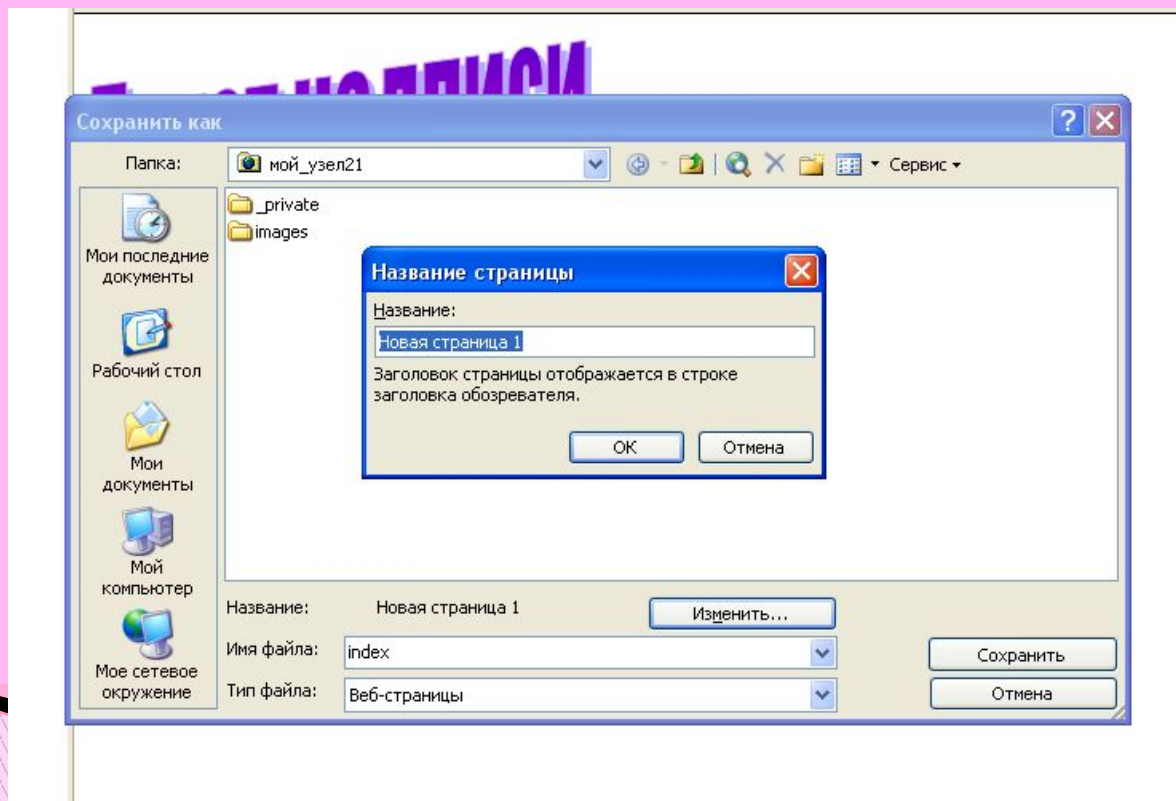 Сохранить как
Папка:
мой_узел21
Сервис
Мои последние
документы
Рабочий стол
Мои
документы
Мой
компьютер
Мое сетевое
окружение
_private
images
Название страницы
Название:
Новая страница 1
Заголовок страницы отображается в строке
заголовка обозревателя.
ОК
Отмена
Название: Новая страница 1
Изменить...
Имя файла: index
Сохранить
Тип файла: Веб-страницы
Отмена